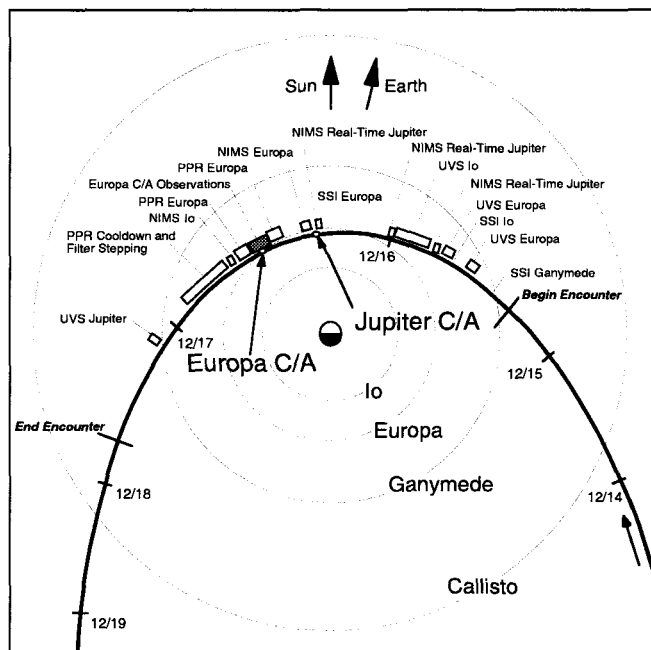 Sun
Earth
NIMS Real-Time Jupiter
NIMS Europa
PPR Europa
Europa C/A Observations
PPR Europa
NIMS Io
PPR Cooldown and
Filter Stepping
UVS Jupiter
SSI Europa
NIMS Real-Time Jupiter
UVS Io
NIMS Real-Time Jupiter
UVS Europa
SSI Io
UVS Europa
SSI Ganymede
Begin Encounter
12/16
12/17
Jupiter C/A
Europa C/A
12/15
Io
Europa
End Encounter
Ganymede
12/18
12/14
Callisto
12/19